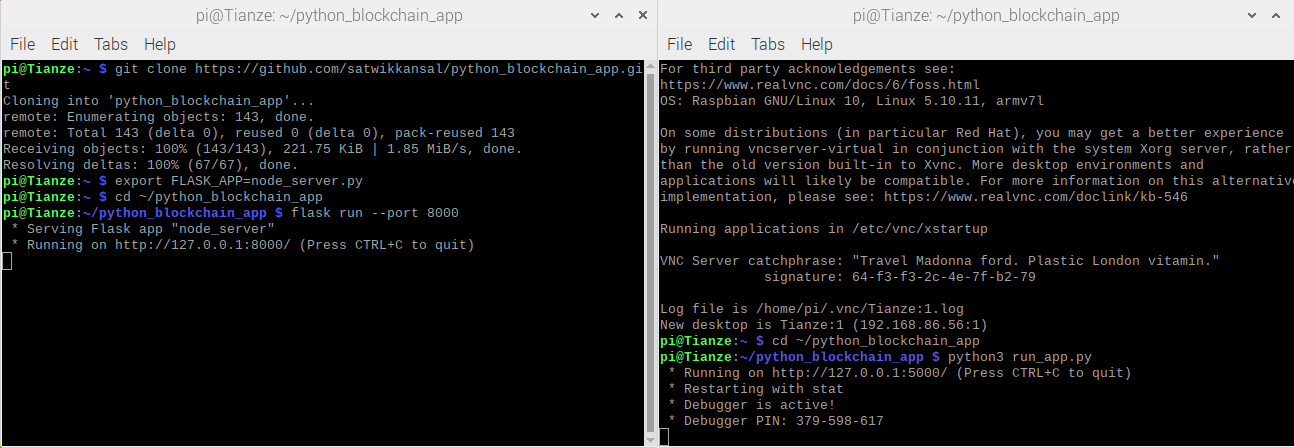 pi@Tianze: ~/python_blockchain_app
File Edit Tabs Help
pi@Tianze:~ $ git clone https://github.com/satwikkansal/python_blockchain_app.gi
t
Cloning into 'python_blockchain_app'...
remote: Enumerating objects: 143, done.
remote: Total 143 (delta 0), reused 0 (delta 0), pack-reused 143
Receiving objects: 100% (143/143), 221.75 KiB | 1.85 MiB/s, done.
Resolving deltas: 100% (67/67), done.
pi@Tianze:~ $ export FLASK_APP=node_server.py
pi@Tianze:~ $ cd ~/python_blockchain_app
pi@Tianze:~/python_blockchain_app $ flask run --port 8000
 * Serving Flask app "node_server"
 * Running on http://127.0.0.1:8000/ (Press CTRL+C to quit)
pi@Tianze: ~/python_blockchain_app
File Edit Tabs Help
For third party acknowledgements see:
https://www.realvnc.com/docs/6/foss.html
OS: Raspbian GNU/Linux 10, Linux 5.10.11, armv7l
On some distributions (in particular Red Hat), you may get a better experience
by running vncserver-virtual in conjunction with the system Xorg server, rather
than the old version built-in to Xvnc. More desktop environments and
applications will likely be compatible. For more information on this alternative
implementation, please see: https://www.realvnc.com/doclink/kb-546
Running applications in /etc/vnc/xstartup
VNC Server catchphrase: "Travel Madonna ford. Plastic London vitamin."
             signature: 64-f3-f3-2c-4e-7f-b2-79
Log file is /home/pi/.vnc/Tianze:1.log
New desktop is Tianze:1 (192.168.86.56:1)
pi@Tianze:~ $ cd ~/python_blockchain_app
pi@Tianze:~/python_blockchain_app $ python3 run_app.py
 * Running on http://127.0.0.1:5000/ (Press CTRL+C to quit)
 * Restarting with stat
 * Debugger is active!
 * Debugger PIN: 379-598-617